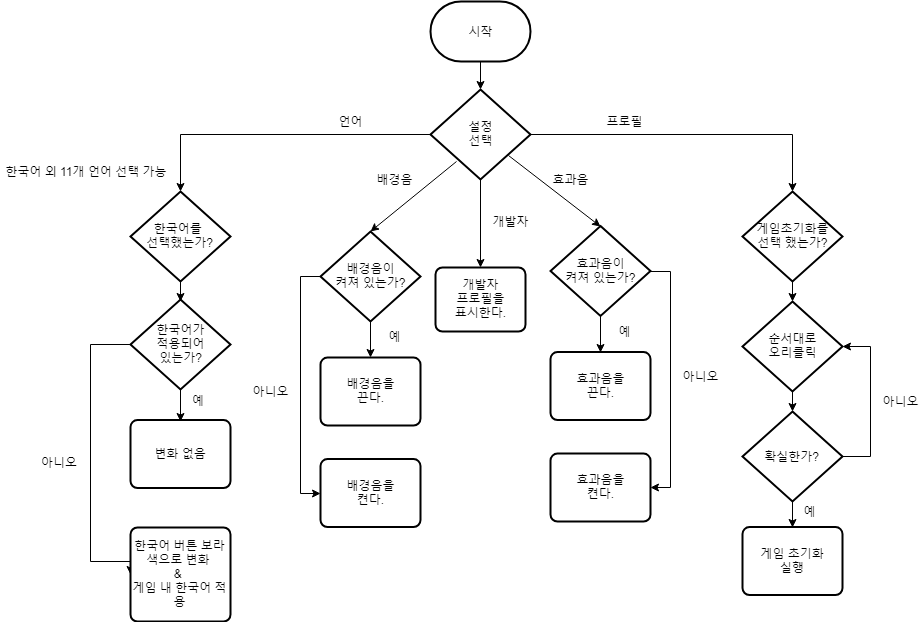 시작
설정
선택
언어
프로필
한국어 외 11개 언어 선택 가능
배경음
효과음
개발자
한국어를
선택했는가?
배경음이
켜져 있는가?
개발자
프로필을
표시한다.
효과음이
켜져 있는가?
게임초기화를
선택 했는가?
한국어가
적용되어
있는가?
예
예
순서대로
오리클릭
배경음을
끈다.
효과음을
끈다.
아니오
아니오
아니오
예
변화 없음
확실한가?
아니오
배경음을
켠다.
효과음을
켠다.
예
한국어 버튼 보라
색으로 변화
&
게임 내 한국어 적
용
게임 초기화
실행